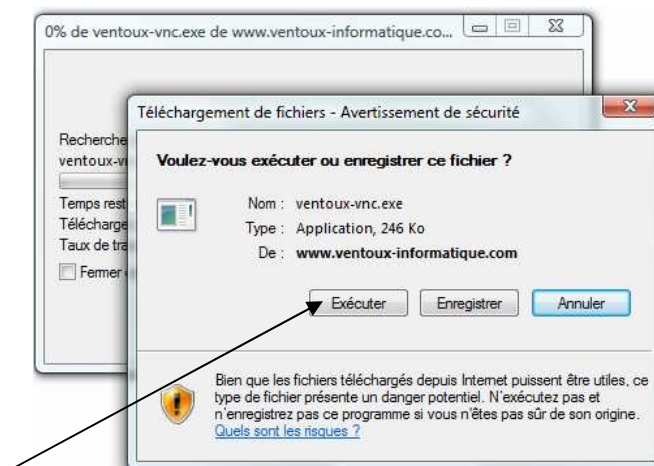 0% de ventoux-vnc.exe de www.ventoux-informatique.co...
Téléchargement de fichiers - Avertissement de sécurité
Recherche
Voulez-vous exécuter ou enregistrer ce fichier ?
Temps rest
Nom : ventoux-vnc.exe
Télécharge
Type : Application, 246 Ko
Taux de tra
De : www.ventoux-informatique.com
Fermer
Exécuter Enregistrer Annuler
Bien que les fichiers téléchargés depuis Internet puissent être utiles, ce
type de fichier présente un danger potentiel. N'exécutez pas et
n'enregistrez pas ce programme si vous n'êtes pas sûr de son origine.
Quels sont les risques ?